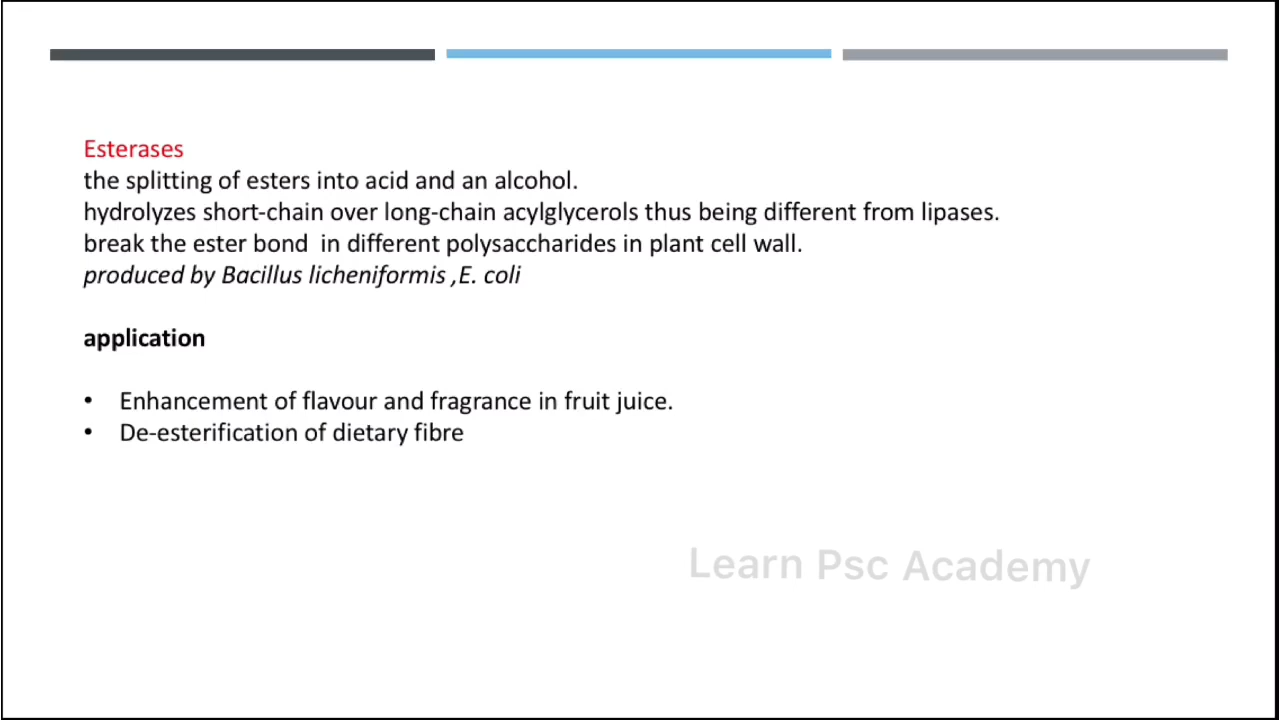 Esterases
the splitting of esters into acid and an alcohol.
hydrolyzes short-chain over long-chain acylglycerols thus being different from lipases.
break the ester bond  in different polysaccharides in plant cell wall.
produced by Bacillus licheniformis ,E. coli
application
• Enhancement of flavour and fragrance in fruit juice.
• De-esterification of dietary fibre
Learn Psc Academy